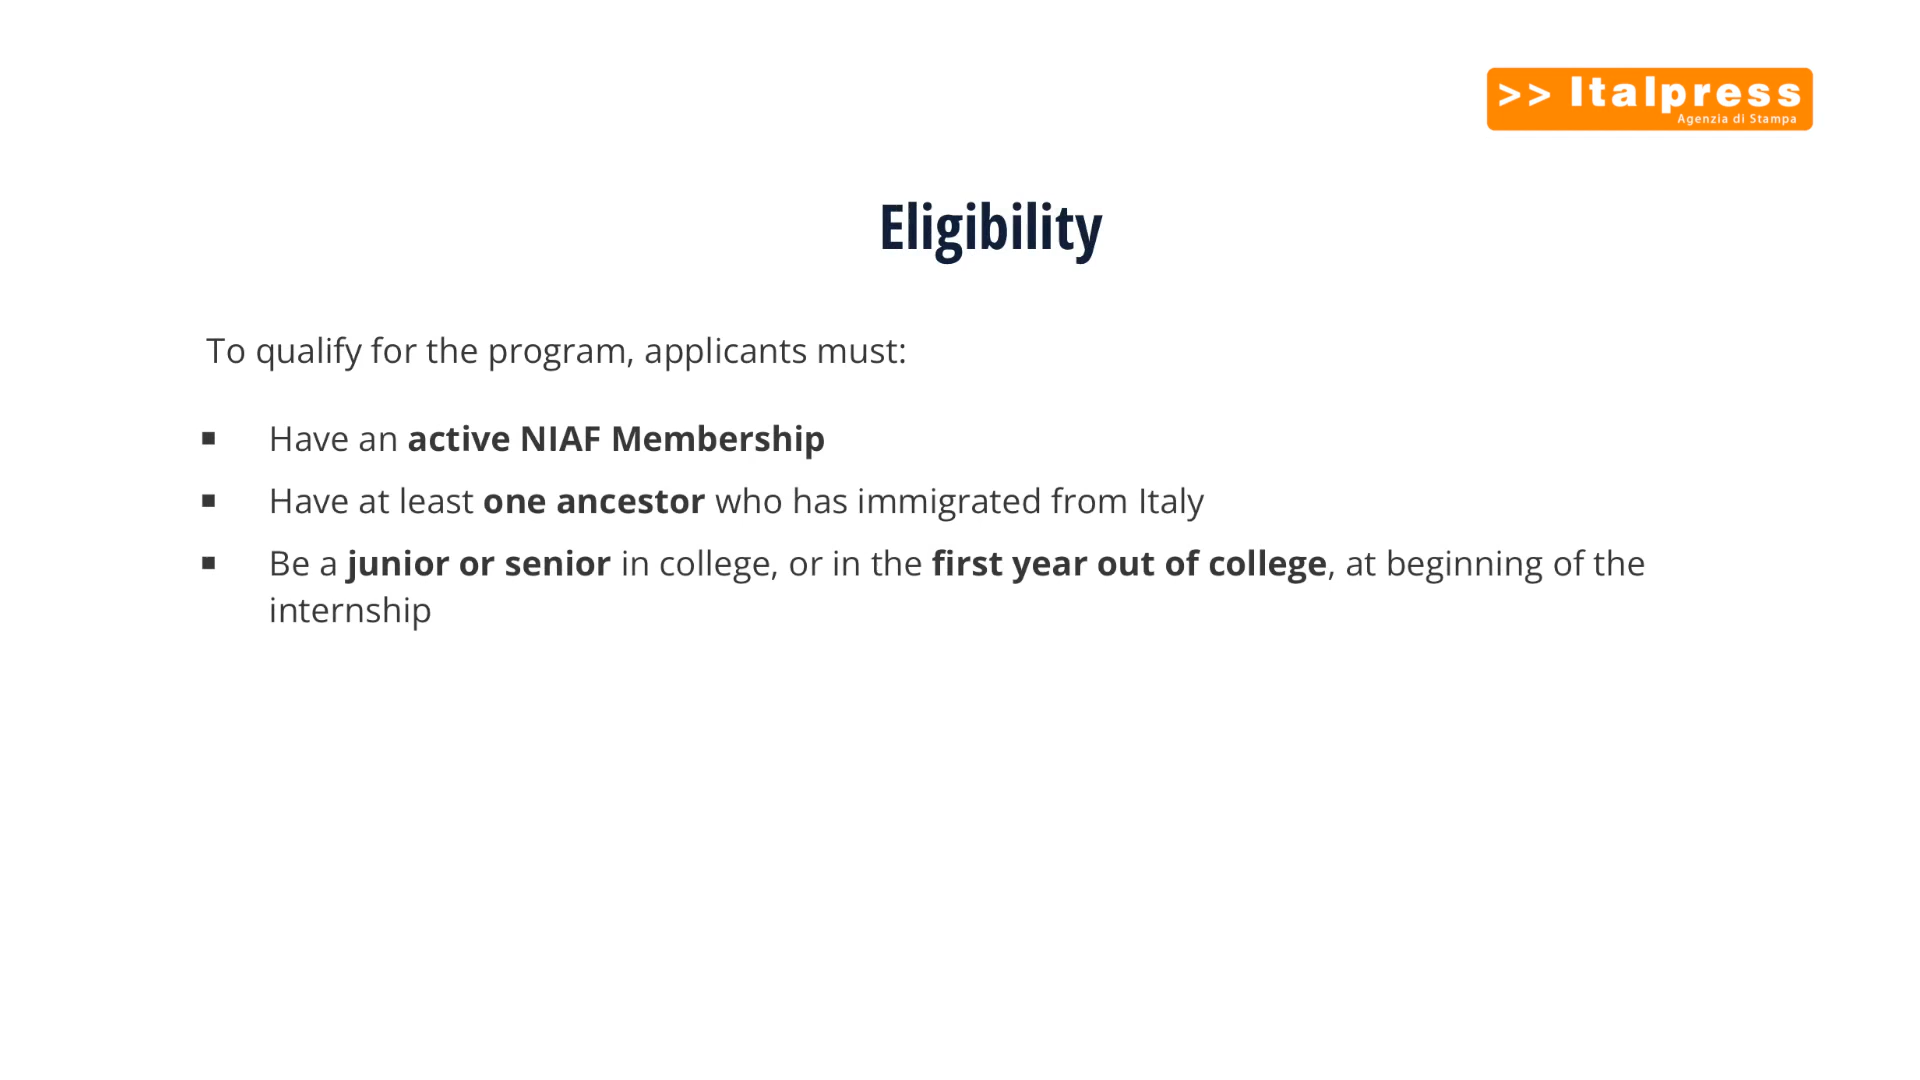 >> Italpress
Agenzia di Stampa
Eligibility
To qualify for the program, applicants must:
▪ Have an active NIAF Membership
▪ Have at least one ancestor who has immigrated from Italy
▪ Be a junior or senior in college, or in the first year out of college, at beginning of the
internship